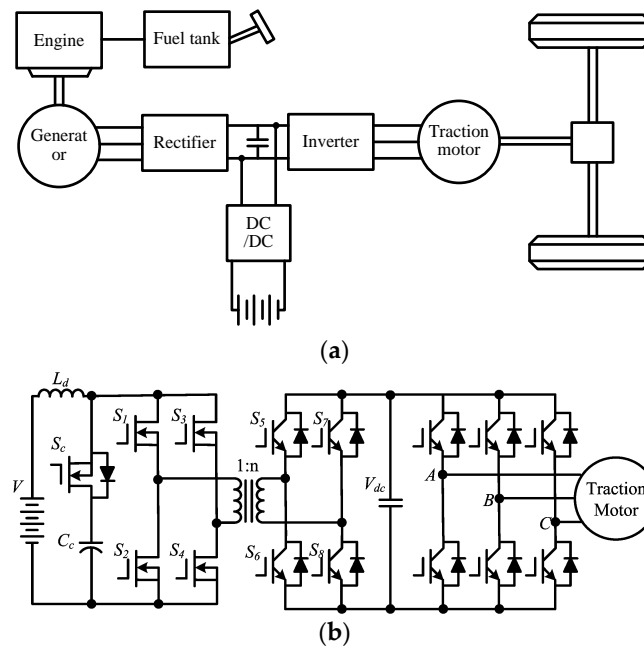 Engine
Fuel tank
Generat
or
Rectifier
Inverter
Traction
motor
DC
/DC
(a)
L_d
S_1
S_3
S_5
S_7
S_c
1:n
V
V_dc
A
B
C
Traction
Motor
C_c
S_2
S_4
S_6
S_8
(b)